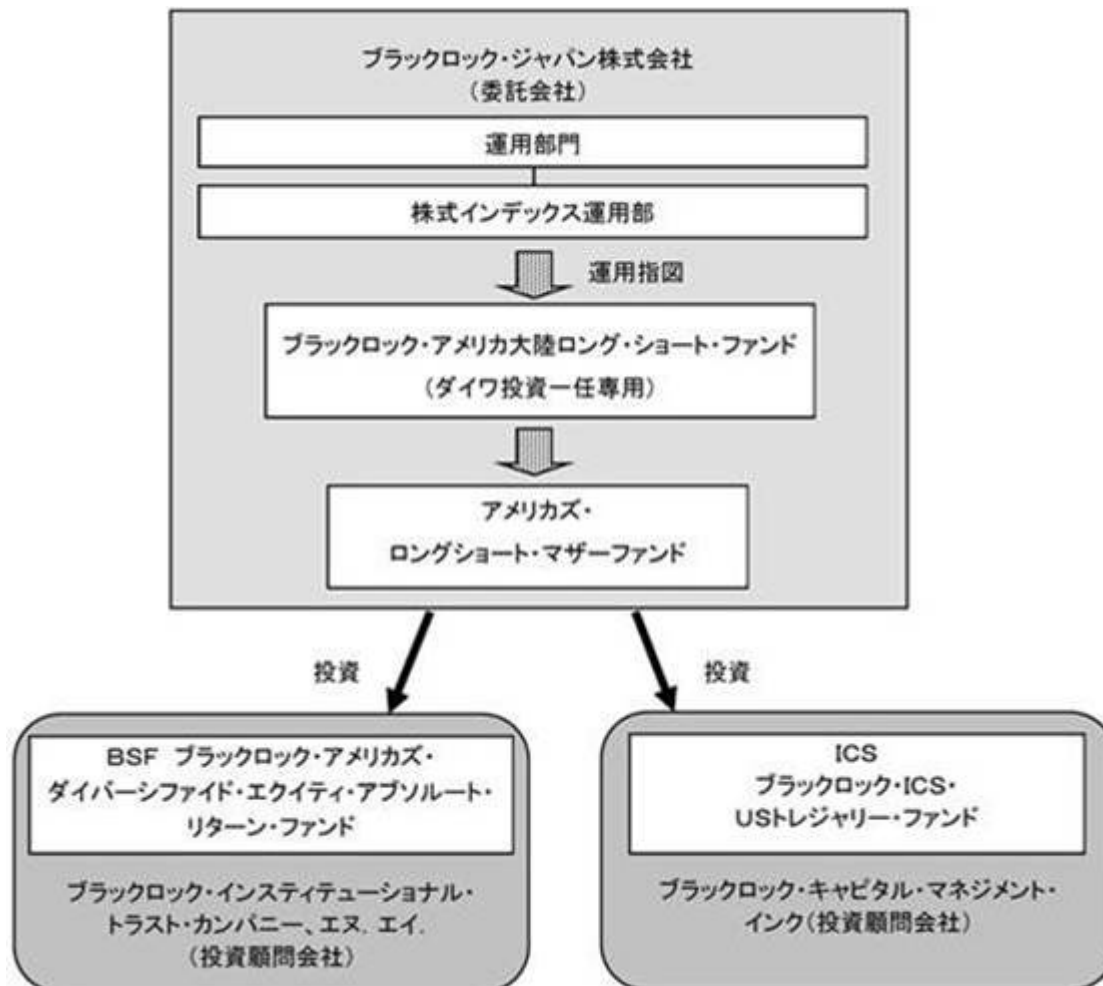 ブラックロック・ジャパン株式会社
（委託会社）
運用部門
株式インデックス運用部
運用指図
ブラックロック・アメリカ大陸ロング・ショート・ファンド
（ダイワ投資一任専用）
アメリカズ・
ロングショート・マザーファンド
投資
投資
ＢＳＦ ブラックロック・アメリカズ・
ダイバーシファイド・エクイティ・アブソルート・
リターン・ファンド
ブラックロック・インスティテューショナル・
トラスト・カンパニー、エヌ．エイ．
（投資顧問会社）
ＩＣＳ
ブラックロック・ＩＣＳ・
ＵＳトレジャリー・ファンド
ブラックロック・キャピタル・マネジメント・
インク（投資顧問会社）